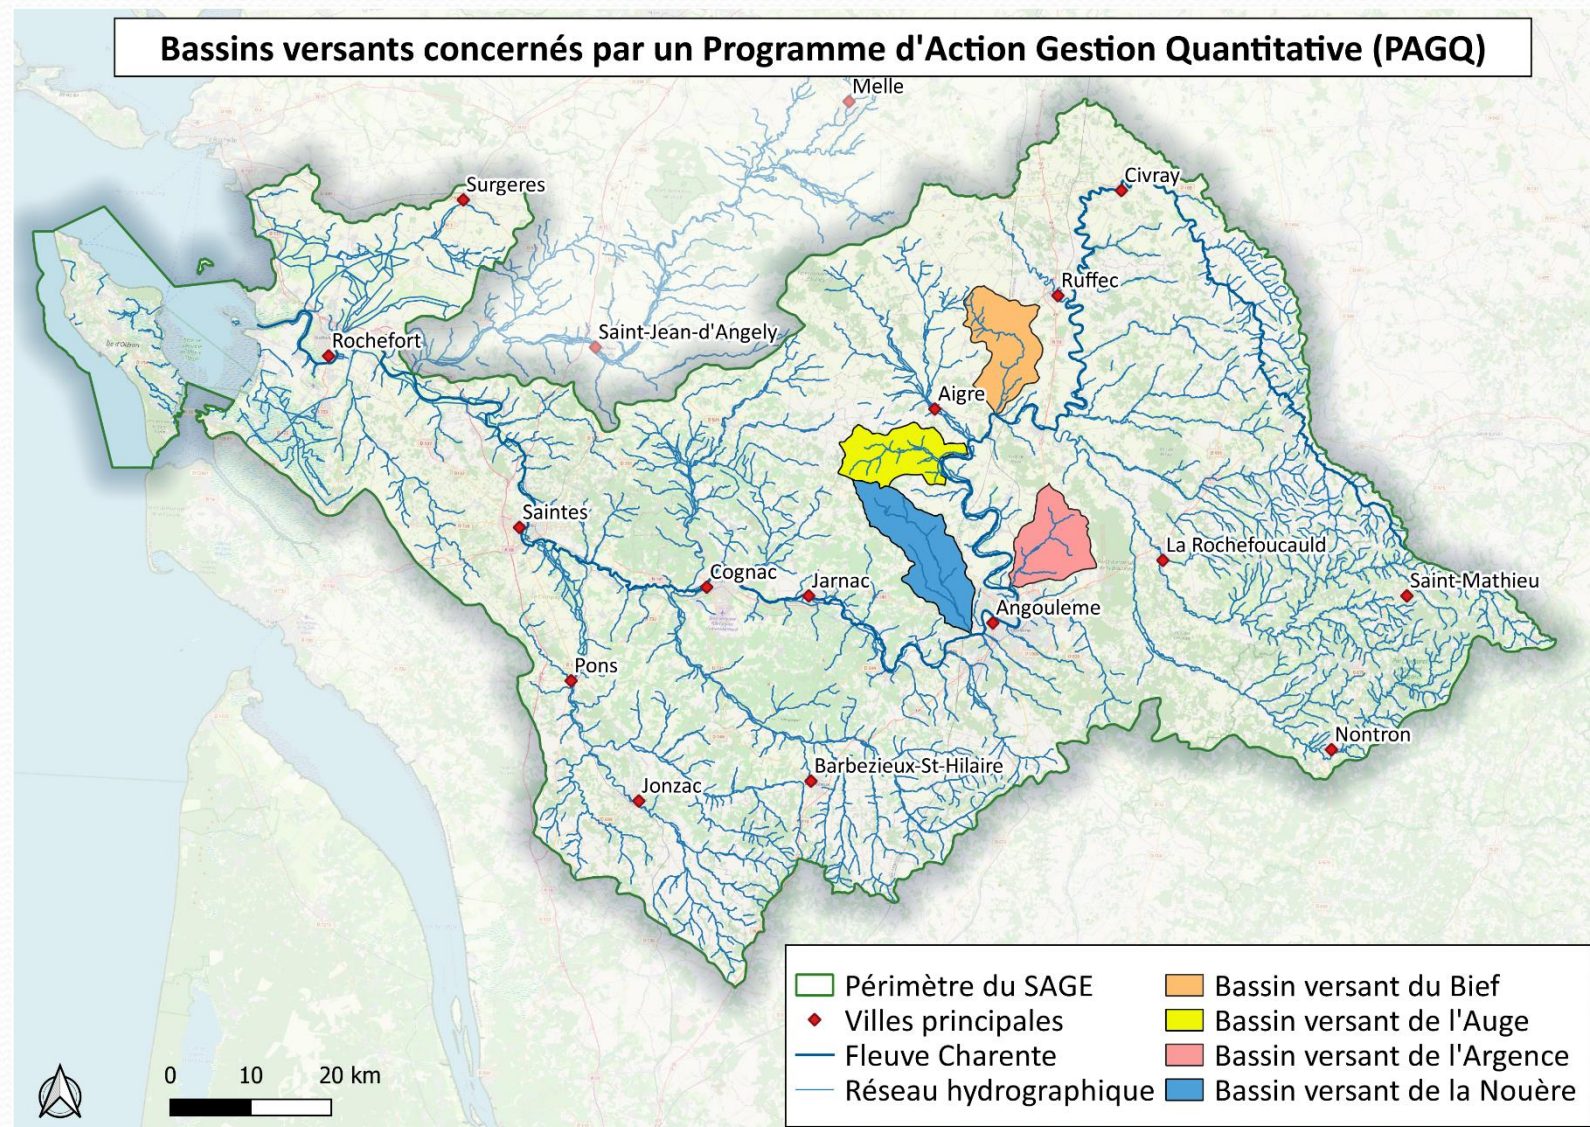 Bassins versants concernés par un Programme d'Action Gestion Quantitative (PAGQ)
Melle
Civray
Surgeres
Ruffec
Saint-Jean-d'Angely
Rochefort
Île d'Oléron
Aigre
Saintes
La Rochefoucauld
Cognac
Jarnac
Saint-Mathieu
Angouleme
Pons
Nontron
Barbezieux-St-Hilaire
Jonzac
Périmètre du SAGE
Villes principales
Fleuve Charente
Réseau hydrographique
Bassin versant du Bief
Bassin versant de l'Auge
Bassin versant de l'Argence
Bassin versant de la Nouère
0 10 20 km